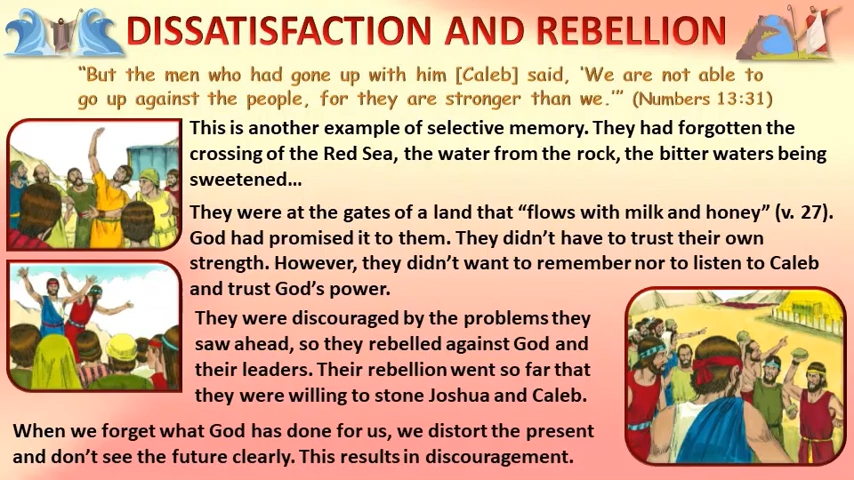 DISSATISFACTION AND REBELLION
“But the men who had gone up with him [Caleb] said, ‘We are not able to
go up against the people, for they are stronger than we.’” (Numbers 13:31)
This is another example of selective memory. They had forgotten the
crossing of the Red Sea, the water from the rock, the bitter waters being
sweetened…
They were at the gates of a land that “flows with milk and honey” (v. 27).
God had promised it to them. They didn’t have to trust their own
strength. However, they didn’t want to remember nor to listen to Caleb
and trust God’s power.
They were discouraged by the problems they
saw ahead, so they rebelled against God and
their leaders. Their rebellion went so far that
they were willing to stone Joshua and Caleb.
When we forget what God has done for us, we distort the present
and don’t see the future clearly. This results in discouragement.